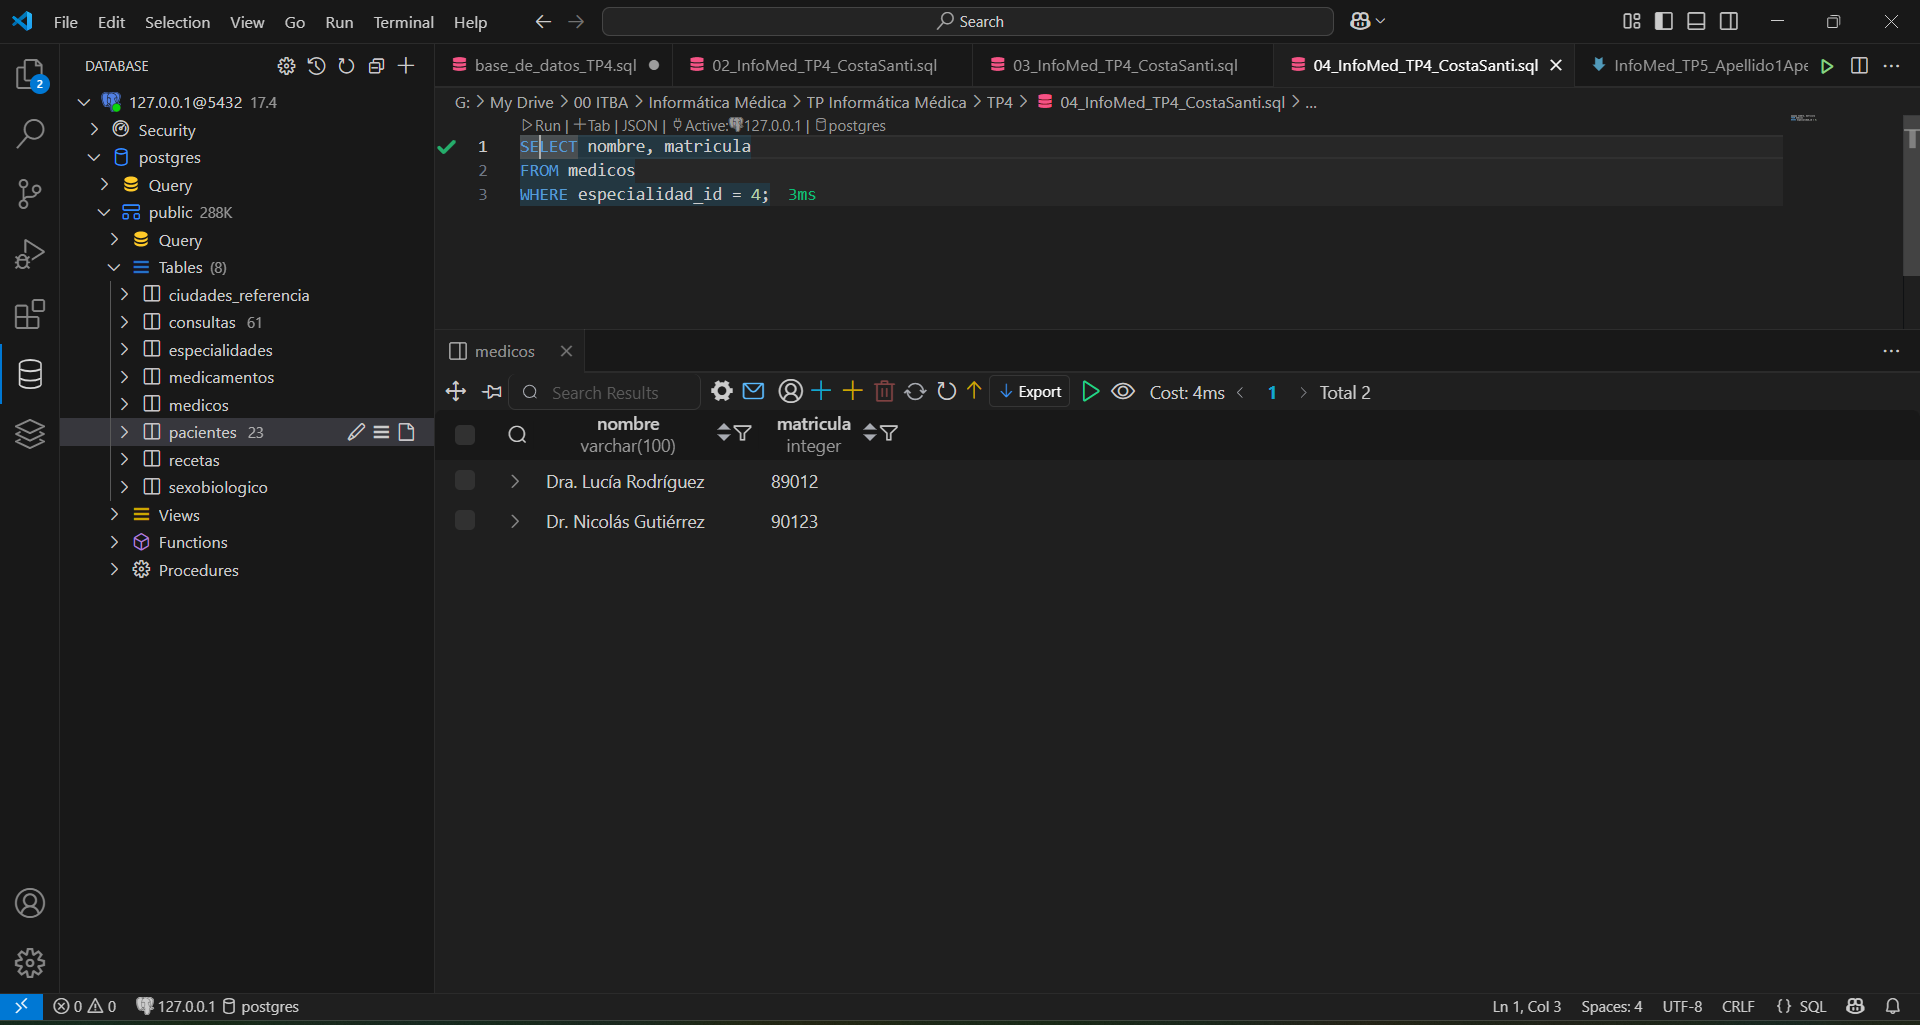 File Edit Selection View Go Run Terminal Help
Search
DATABASE
base_de_datos_TP4.sql
02_InfoMed_TP4_CostaSanti.sql
03_InfoMed_TP4_CostaSanti.sql
04_InfoMed_TP4_CostaSanti.sql
InfoMed_TP5_Apellido1Ape
G: > My Drive > 00 ITBA > Informática Médica > TP Informática Médica > TP4 > 04_InfoMed_TP4_CostaSanti.sql > ...
Run | Tab | JSON | Active: 127.0.0.1 | postgres
1 SELECT nombre, matricula
2 FROM medicos
3 WHERE especialidad_id = 4; 3ms
2
127.0.0.1@5432 17.4
Security
postgres
Query
public 288K
Query
Tables (8)
ciudades_referencia
consultas 61
especialidades
medicamentos
medicos
pacientes 23
recetas
sexobiologico
Views
Functions
Procedures
medicos
Search Results
Export
Cost: 4ms
1
Total 2
nombre matricula
varchar(100) integer
Dra. Lucía Rodríguez 89012
Dr. Nicolás Gutiérrez 90123
0 0 127.0.0.1 postgres
Ln 1, Col 3 Spaces: 4 UTF-8 CRLF {} SQL